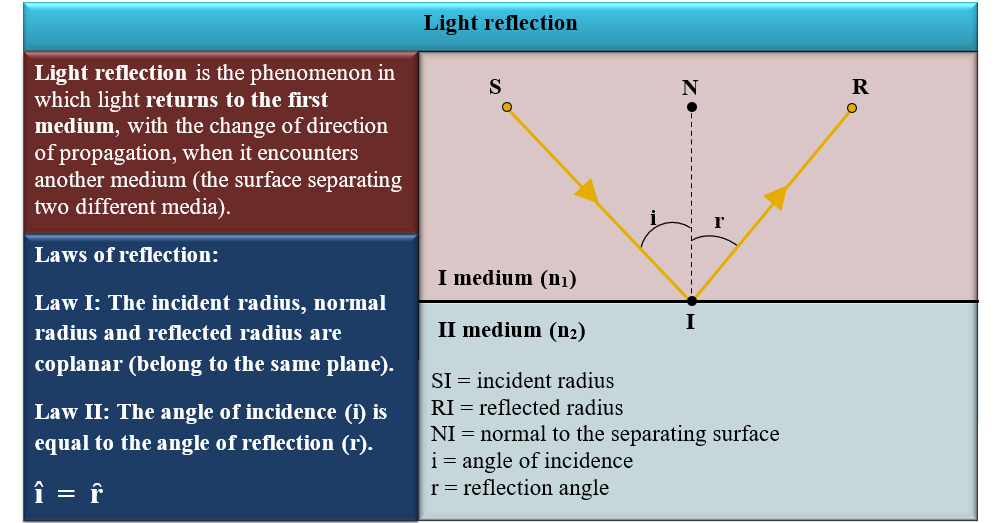 Light reflection
Light reflection is the phenomenon in
which light returns to the first
medium, with the change of direction
of propagation, when it encounters
another medium (the surface separating
two different media).
Laws of reflection:
Law I: The incident radius, normal
radius and reflected radius are
coplanar (belong to the same plane).
Law II: The angle of incidence (i) is
equal to the angle of reflection (r).
î = r̂
S
N
R
i
r
I medium (n₁)
I
II medium (n₂)
SI = incident radius
RI = reflected radius
NI = normal to the separating surface
i = angle of incidence
r = reflection angle